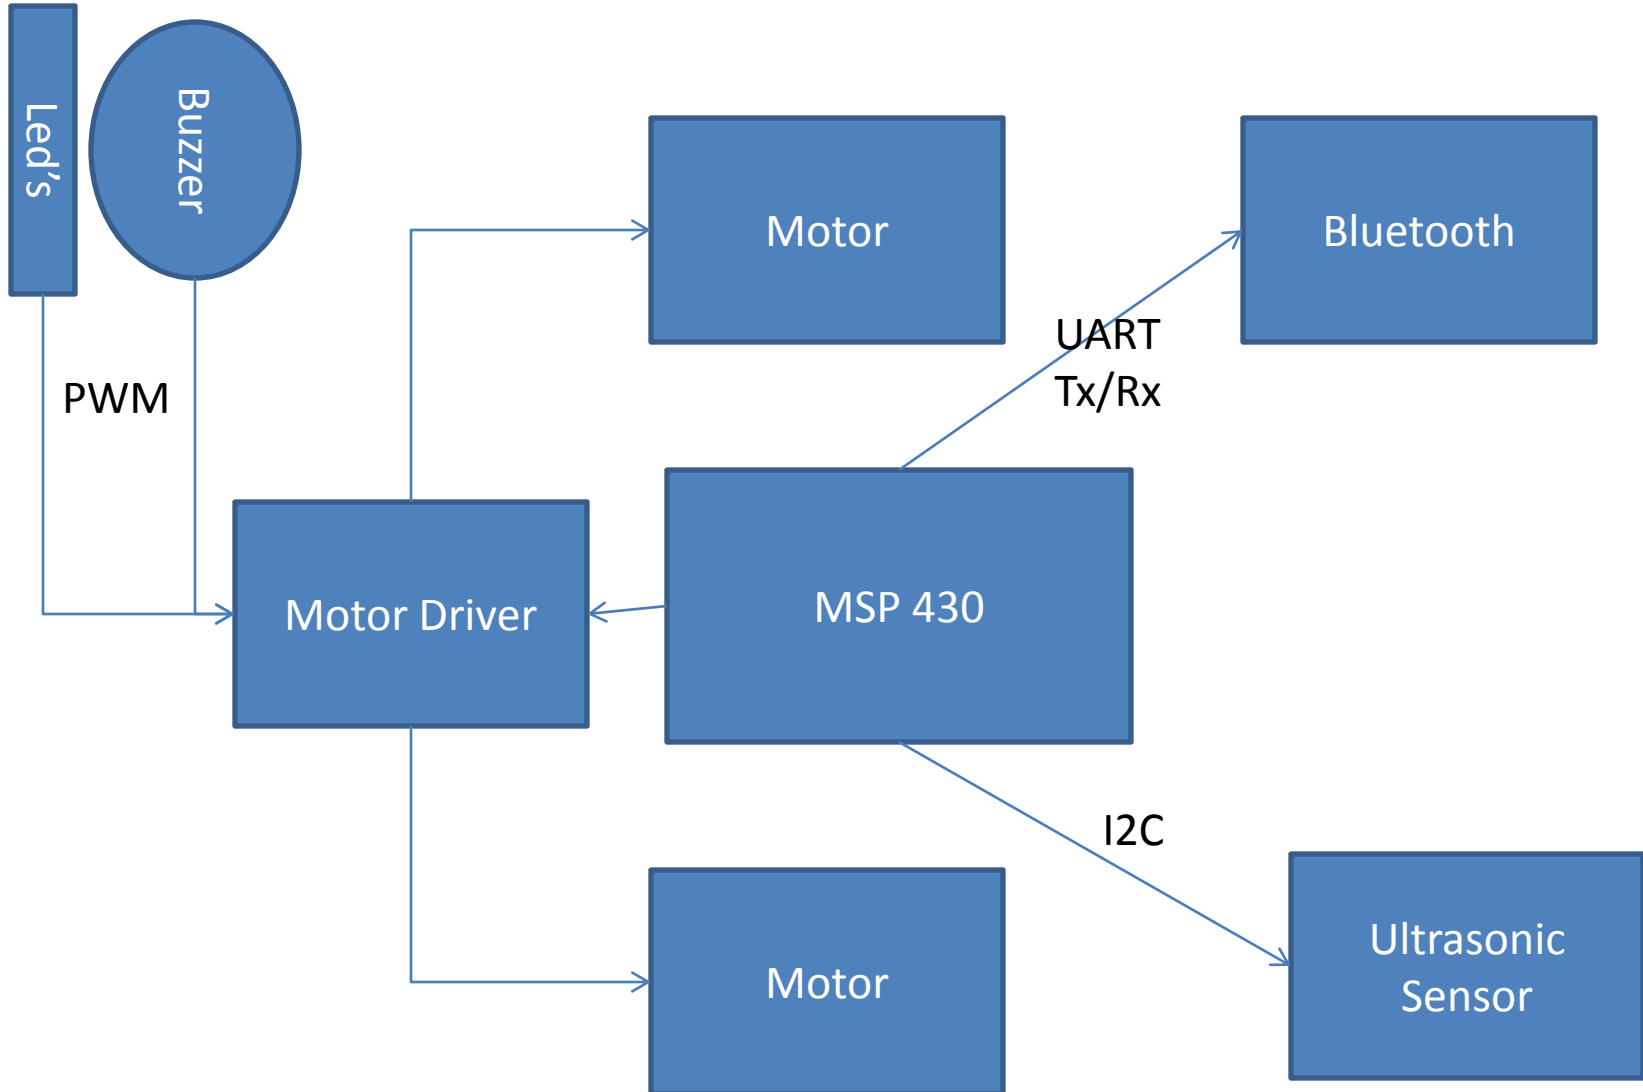 Led's
Buzzer
Motor
Bluetooth
UART
Tx/Rx
PWM
Motor Driver
MSP 430
I2C
Motor
Ultrasonic
Sensor